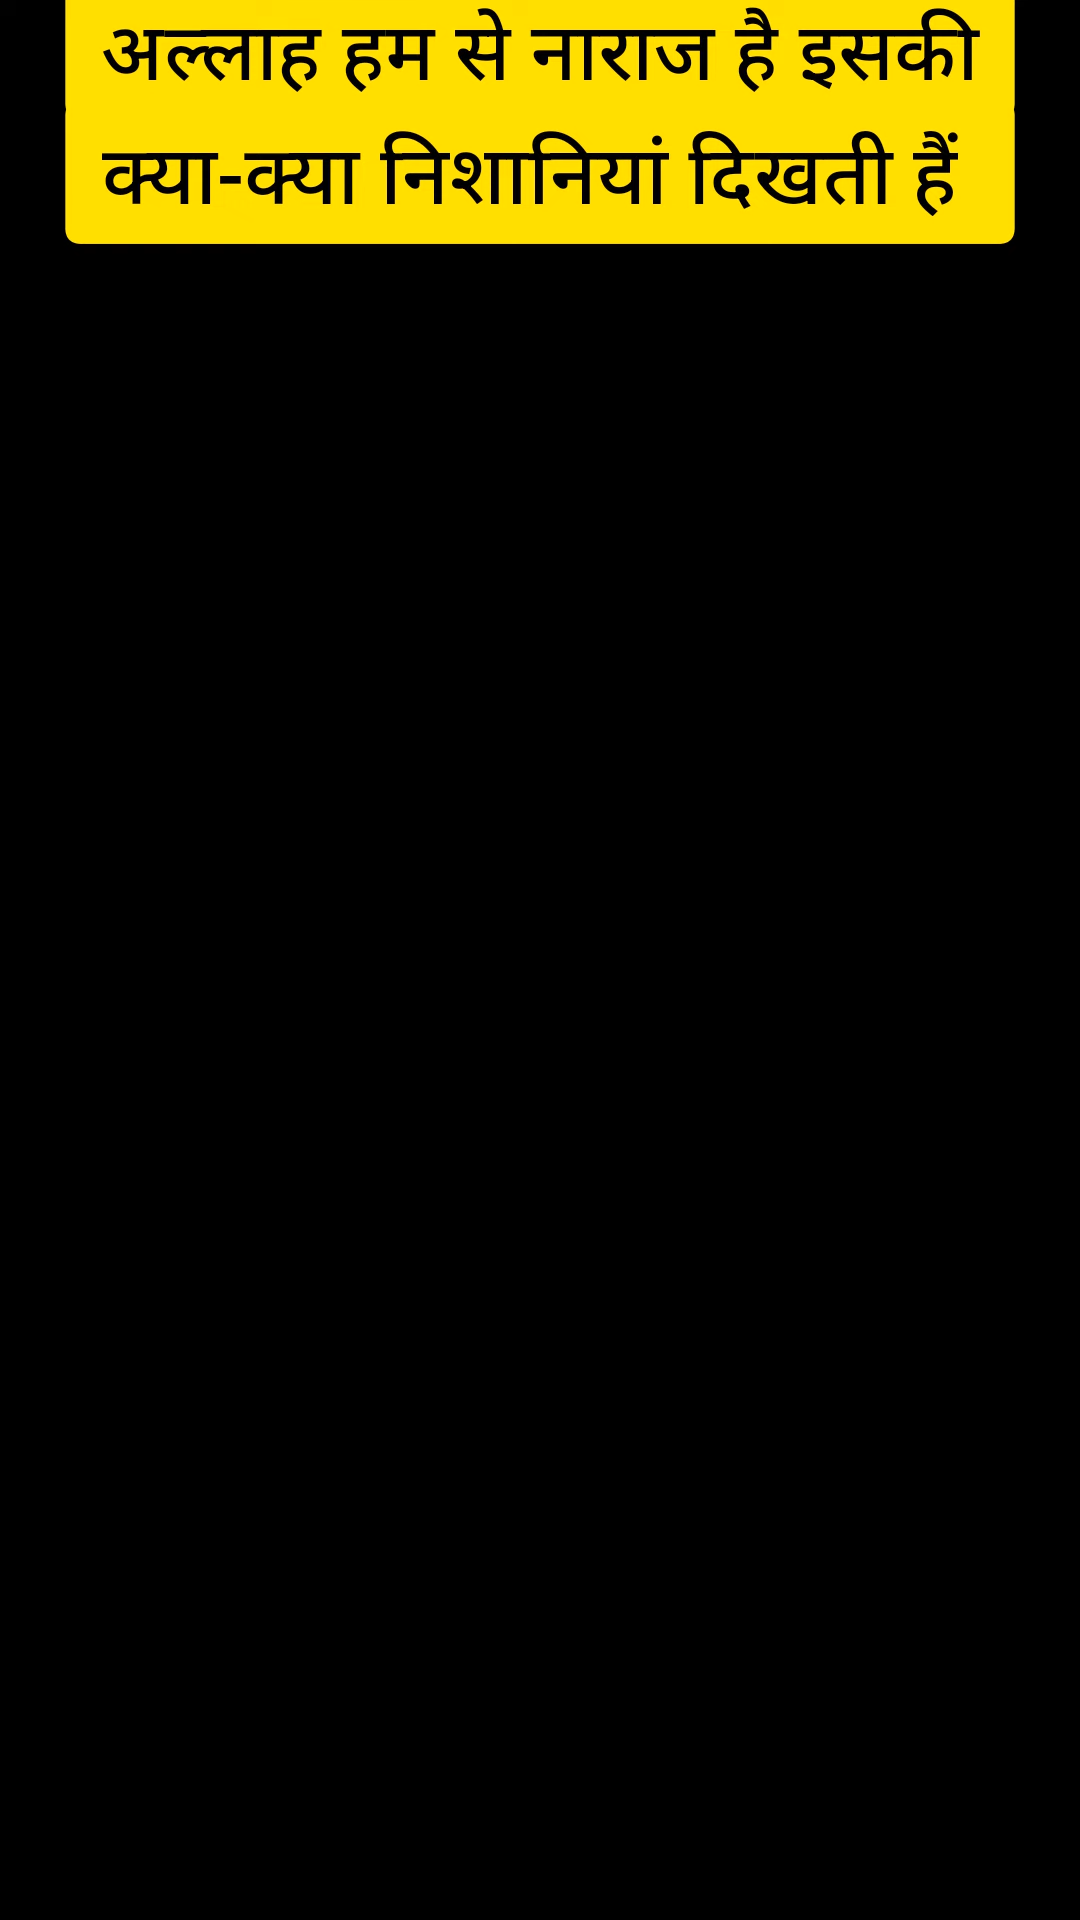 अल्लाह हम से नाराज है इसकी
क्या-क्या निशानियां दिखती हैं